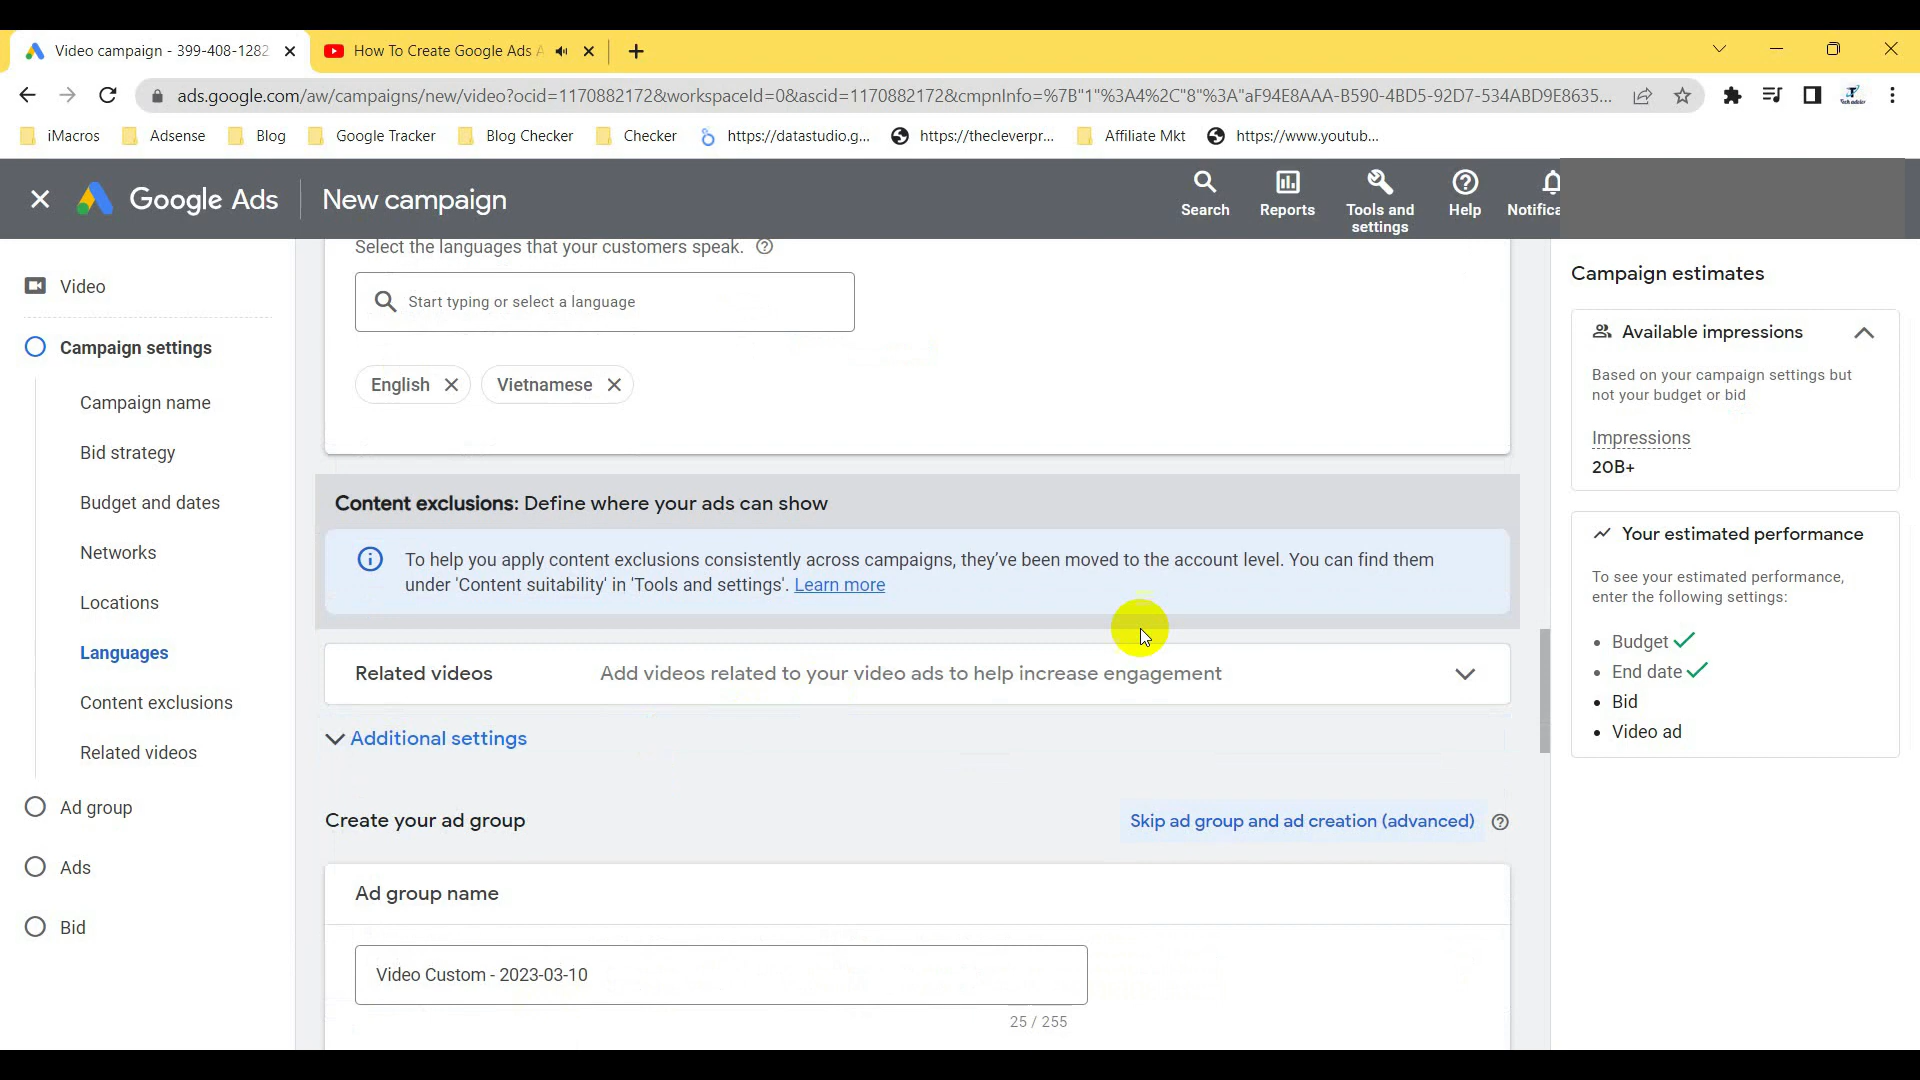 Video campaign - 399-408-1282
How To Create Google Ads A
ads.google.com/aw/campaigns/new/video?ocid=1170882172&workspaceId=0&ascid=1170882172&cmpnInfo=%7B"1"%3A4%2C"8"%3A"aF94E8AAA-B590-4BD5-92D7-534ABD9E8635...
iMacros
Adsense
Blog
Google Tracker
Blog Checker
Checker
https://datastudio.g...
https://thecleverpr...
Affiliate Mkt
https://www.youtub...
Google Ads
New campaign
Search
Reports
Tools and
settings
Help
Notifica
Video
Campaign settings
Campaign name
Bid strategy
Budget and dates
Networks
Locations
Languages
Content exclusions
Related videos
Ad group
Ads
Bid
Select the languages that your customers speak.
Start typing or select a language
English
Vietnamese
Content exclusions: Define where your ads can show
To help you apply content exclusions consistently across campaigns, they've been moved to the account level. You can find them
under 'Content suitability' in 'Tools and settings'. Learn more
Related videos
Add videos related to your video ads to help increase engagement
Additional settings
Create your ad group
Skip ad group and ad creation (advanced)
Ad group name
Video Custom - 2023-03-10
25 / 255
Campaign estimates
Available impressions
Based on your campaign settings but
not your budget or bid
Impressions
20B+
Your estimated performance
To see your estimated performance,
enter the following settings:
• Budget
• End date
• Bid
• Video ad